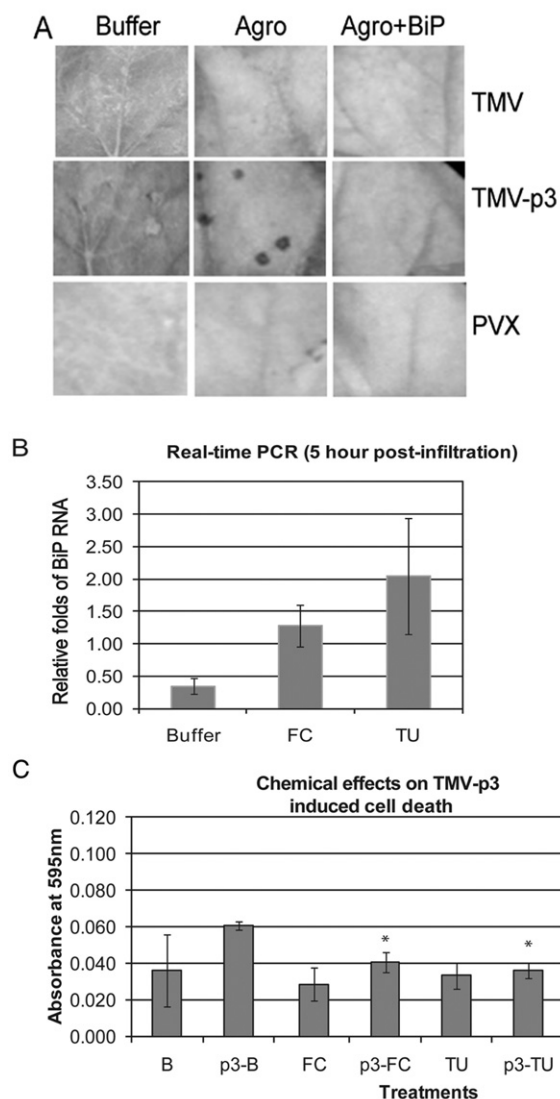 A
Buffer Agro Agro+BiP
TMV
TMV-p3
PVX
B
Real-time PCR (5 hour post-infiltration)
Relative folds of BiP RNA
3.50
3.00
2.50
2.00
1.50
1.00
0.50
0.00
Buffer FC TU
C
Chemical effects on TMV-p3
induced cell death
Absorbance at 595nm
0.120
0.100
0.080
0.060
0.040
0.020
0.000
* *
B p3-B FC p3-FC TU p3-TU
Treatments